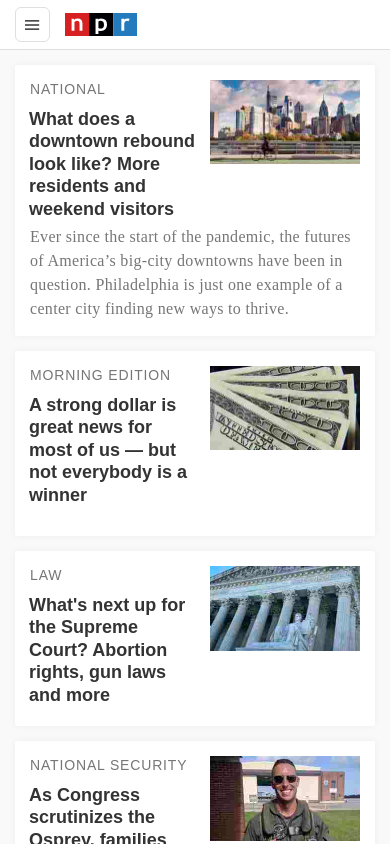 npr
NATIONAL
What does a
downtown rebound
look like? More
residents and
weekend visitors
Ever since the start of the pandemic, the futures
of America’s big-city downtowns have been in
question. Philadelphia is just one example of a
center city finding new ways to thrive.
MORNING EDITION
A strong dollar is
great news for
most of us — but
not everybody is a
winner
LAW
What's next up for
the Supreme
Court? Abortion
rights, gun laws
and more
NATIONAL SECURITY
As Congress
scrutinizes the
Osprey, families